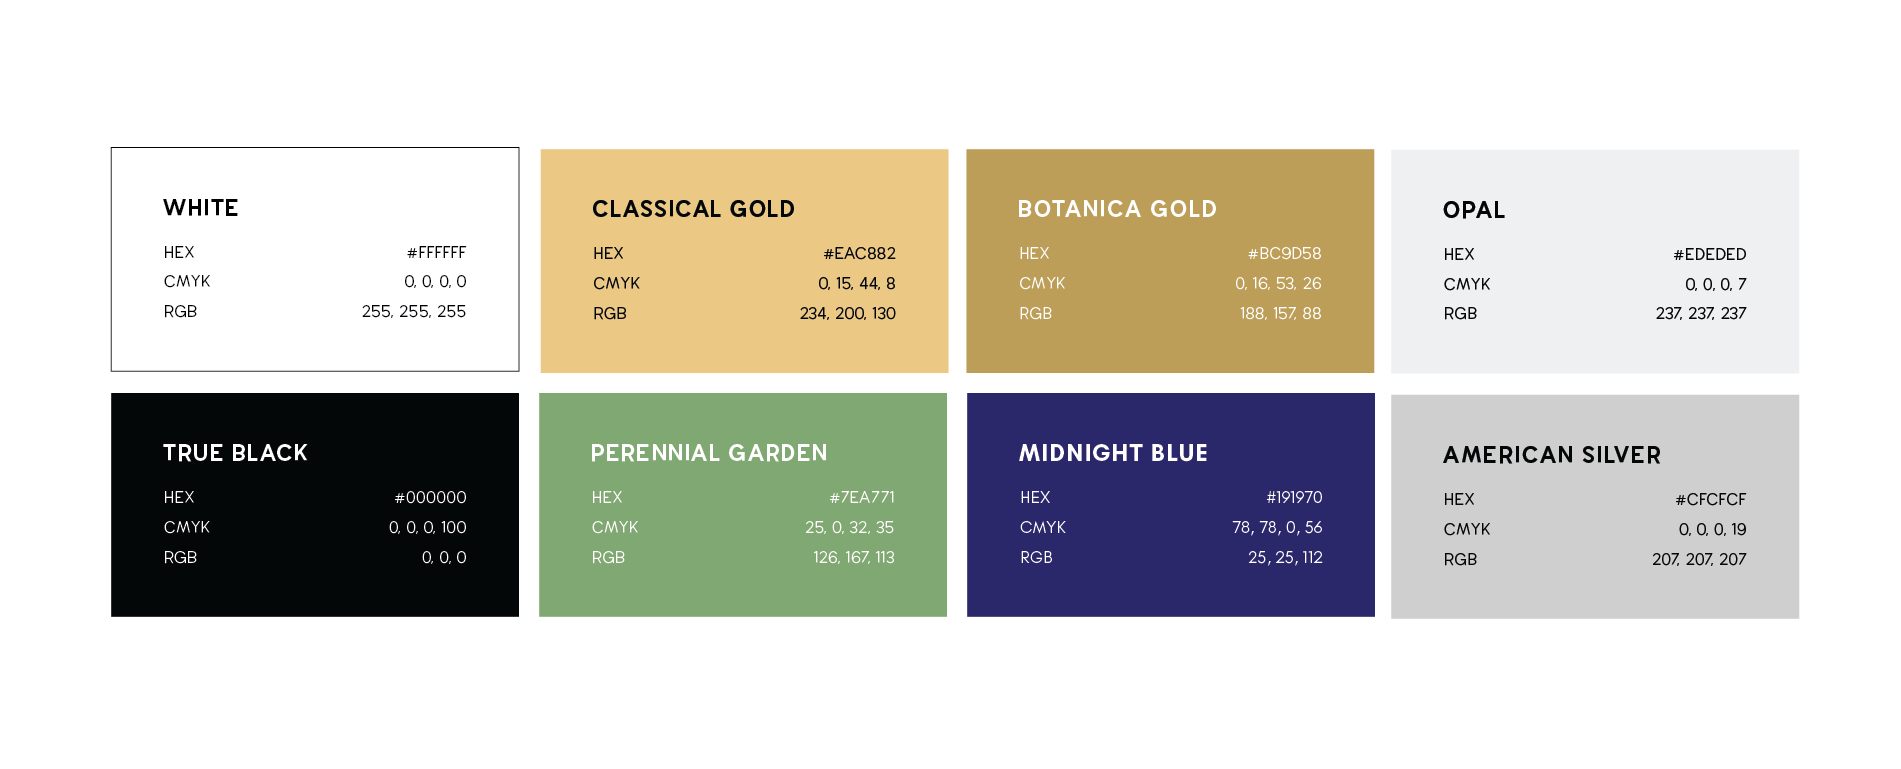 WHITE
HEX #FFFFFF
CMYK 0, 0, 0, 0
RGB 255, 255, 255
CLASSICAL GOLD
HEX #EAC882
CMYK 0, 15, 44, 8
RGB 234, 200, 130
BOTANICA GOLD
HEX #BC9D58
CMYK 0, 16, 53, 26
RGB 188, 157, 88
OPAL
HEX #EDEDED
CMYK 0, 0, 0, 7
RGB 237, 237, 237
TRUE BLACK
HEX #000000
CMYK 0, 0, 0, 100
RGB 0, 0, 0
PERENNIAL GARDEN
HEX #7EA771
CMYK 25, 0, 32, 35
RGB 126, 167, 113
MIDNIGHT BLUE
HEX #191970
CMYK 78, 78, 0, 56
RGB 25, 25, 112
AMERICAN SILVER
HEX #CFCFCF
CMYK 0, 0, 0, 19
RGB 207, 207, 207